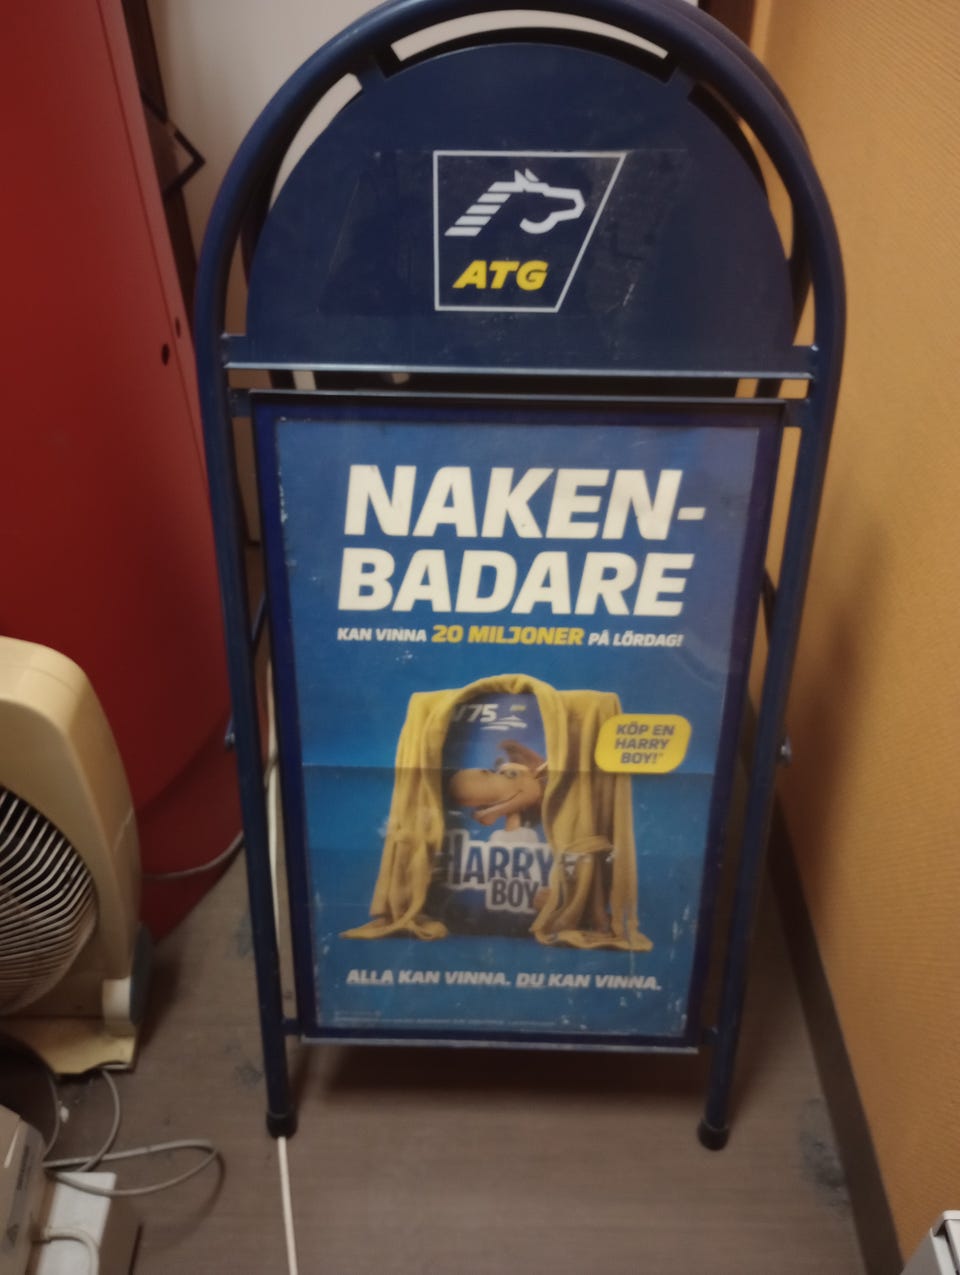 ATG
NAKEN-
BADARE
KAN VINNA 20 MILJONER PÅ LÖRDAG!
V75
KÖP EN
HARRY
BOY!
HARRY
BOY
ALLA KAN VINNA. DU KAN VINNA.